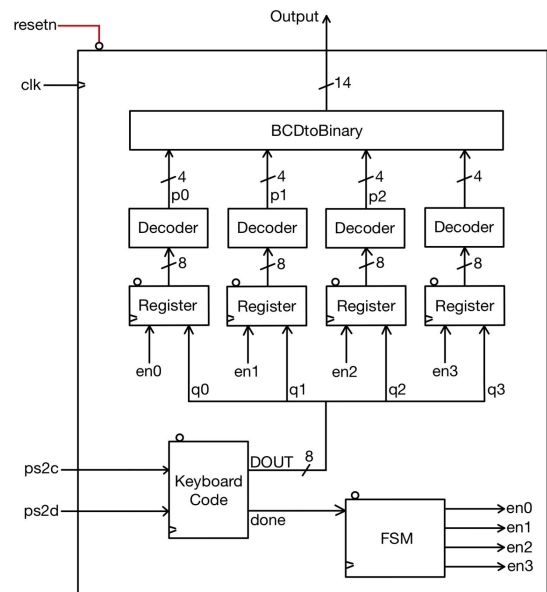 Output
resetn
clk
14
BCDtoBinary
4 4 4 4
p0 p1 p2
Decoder Decoder Decoder Decoder
8 8 8 8
Register Register Register Register
en0 en1 en2 en3
q0 q1 q2 q3
ps2c
ps2d
Keyboard
Code
DOUT 8
done
FSM
en0
en1
en2
en3